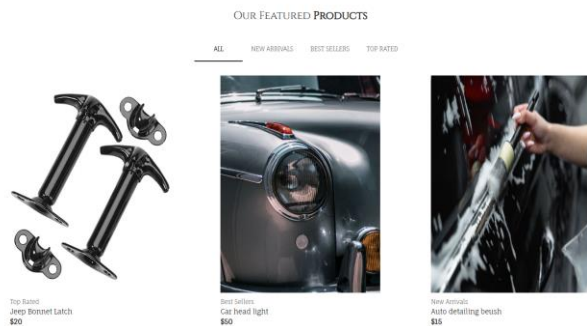 OUR FEATURED PRODUCTS
ALL
NEW ARRIVALS
BEST SELLERS
TOP RATED
Top Rated
Jeep Bonnet Latch
$20
Best Sellers
Car head light
$50
New Arrivals
Auto detailing beush
$15